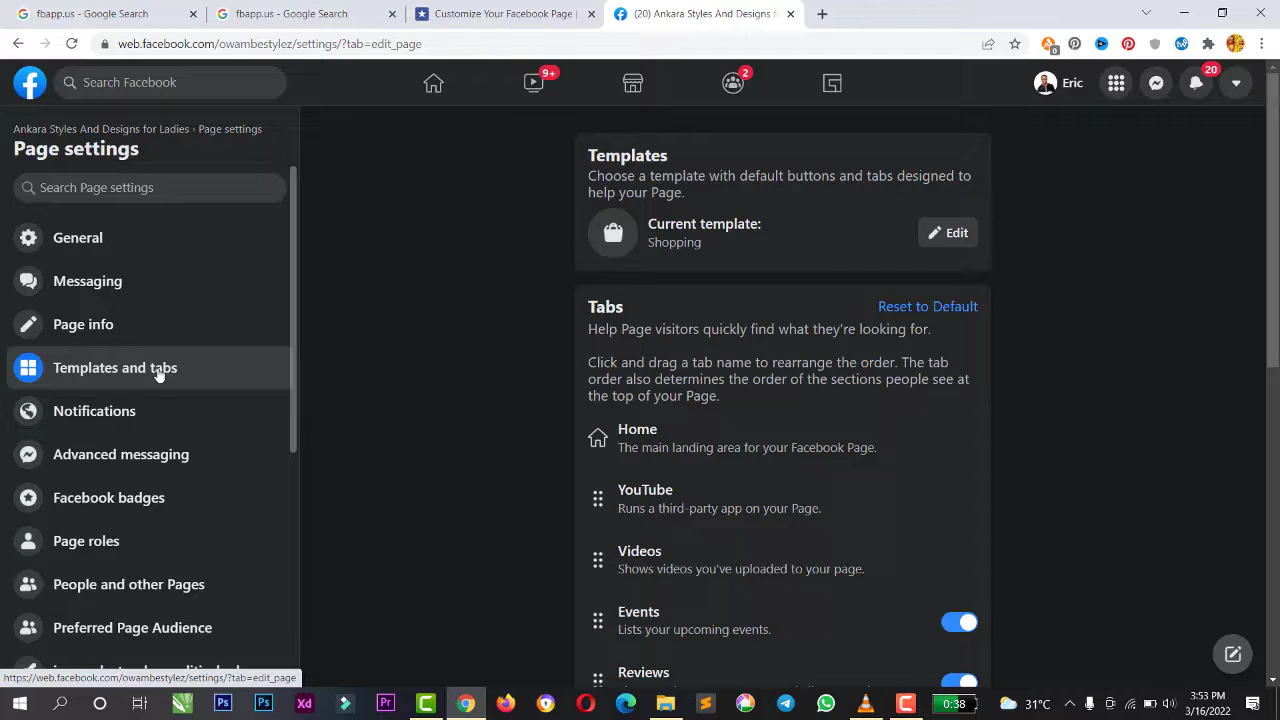 fbapp.us - Google Search
fbapp.us - Google Search
Customize Your Facebook Page |
(20) Ankara Styles And Designs fo
web.facebook.com/owambestylez/settings/?tab=edit_page
0
Search Facebook
9+
2
Eric
20
Ankara Styles And Designs for Ladies › Page settings
Page settings
Search Page settings
General
Messaging
Page info
Templates and tabs
Notifications
Advanced messaging
Facebook badges
Page roles
People and other Pages
Preferred Page Audience
Templates
Choose a template with default buttons and tabs designed to
help your Page.
Current template:
Shopping
Edit
Tabs
Reset to Default
Help Page visitors quickly find what they're looking for.
Click and drag a tab name to rearrange the order. The tab
order also determines the order of the sections people see at
the top of your Page.
Home
The main landing area for your Facebook Page.
YouTube
Runs a third-party app on your Page.
Videos
Shows videos you've uploaded to your page.
Events
Lists your upcoming events.
Reviews
https://web.facebook.com/owambestylez/settings/?tab=edit_page
Ps
Ps
Xd
Pr
0:38
31°C
3:53 PM
3/16/2022